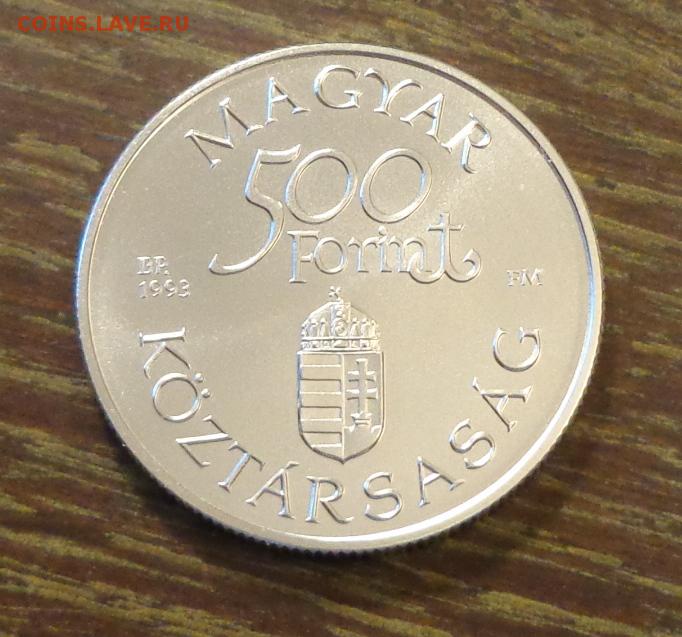 COINS.LAVE.RU
MAGYAR
500
Forint
BP.
1993
FM
KÖZTÁRSASÁG